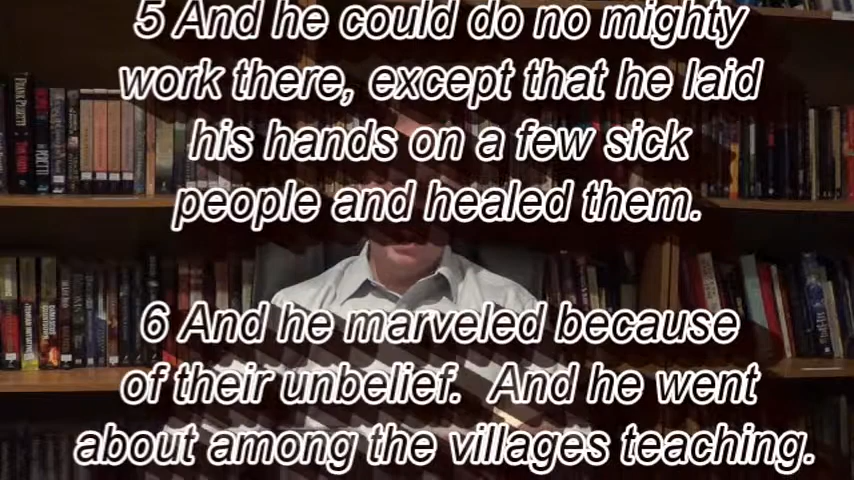 5 And he could do no mighty
work there, except that he laid
his hands on a few sick
people and healed them.
6 And he marveled because
of their unbelief.  And he went
about among the villages teaching.
FRANK PERETTI